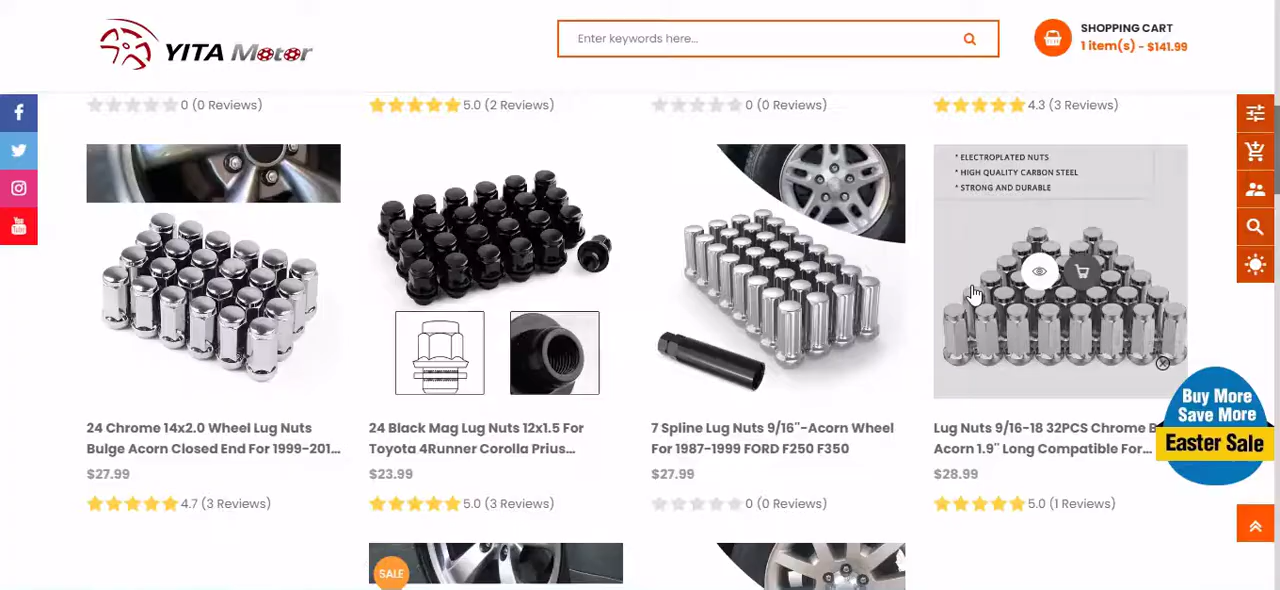 YITA Motor
Enter keywords here...
SHOPPING CART
1 item(s) - $141.99
0 (0 Reviews)
5.0 (2 Reviews)
0 (0 Reviews)
4.3 (3 Reviews)
* ELECTROPLATED NUTS
* HIGH QUALITY CARBON STEEL
* STRONG AND DURABLE
24 Chrome 14x2.0 Wheel Lug Nuts
Bulge Acorn Closed End For 1999-201...
$27.99
4.7 (3 Reviews)
24 Black Mag Lug Nuts 12x1.5 For
Toyota 4Runner Corolla Prius...
$23.99
5.0 (3 Reviews)
7 Spline Lug Nuts 9/16"-Acorn Wheel
For 1987-1999 FORD F250 F350
$27.99
0 (0 Reviews)
Lug Nuts 9/16-18 32PCS Chrome B
Acorn 1.9" Long Compatible For...
$28.99
5.0 (1 Reviews)
Buy More
Save More
Easter Sale
SALE
You
Tube